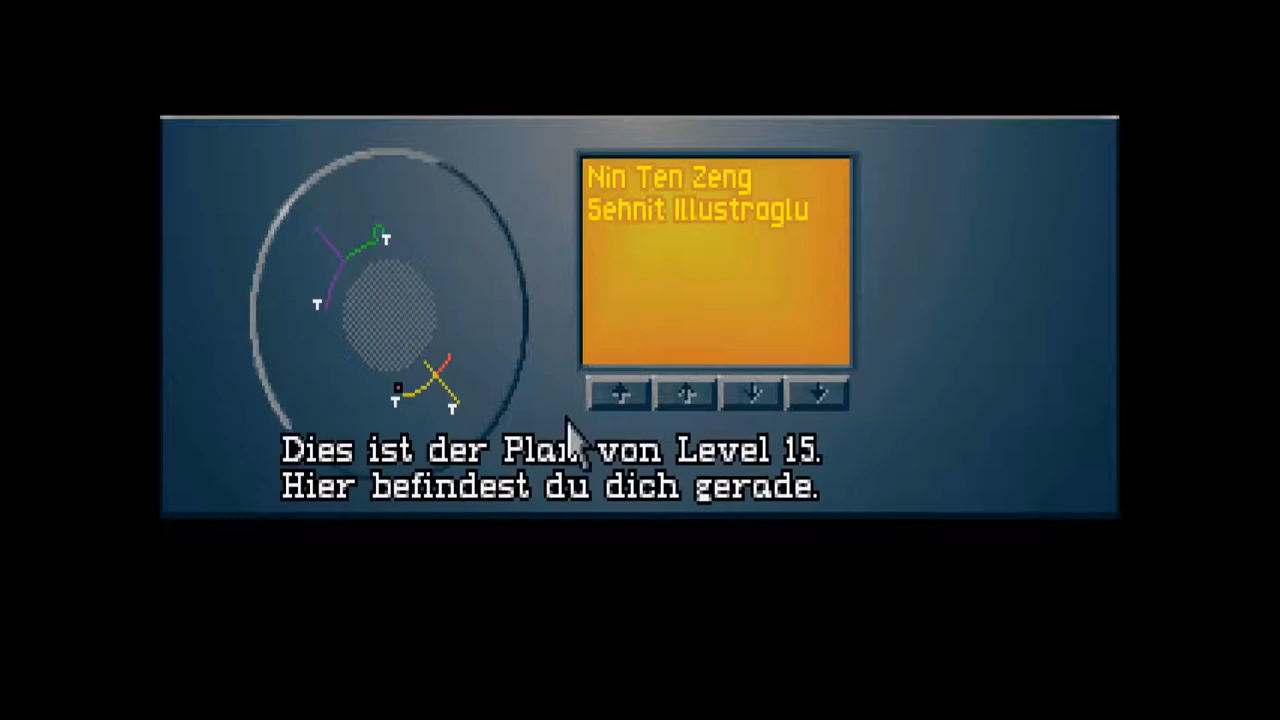 Nin Ten Zeng
Sehnit Illustroglu
T
T
T
T
Dies ist der Plan von Level 15.
Hier befindest du dich gerade.